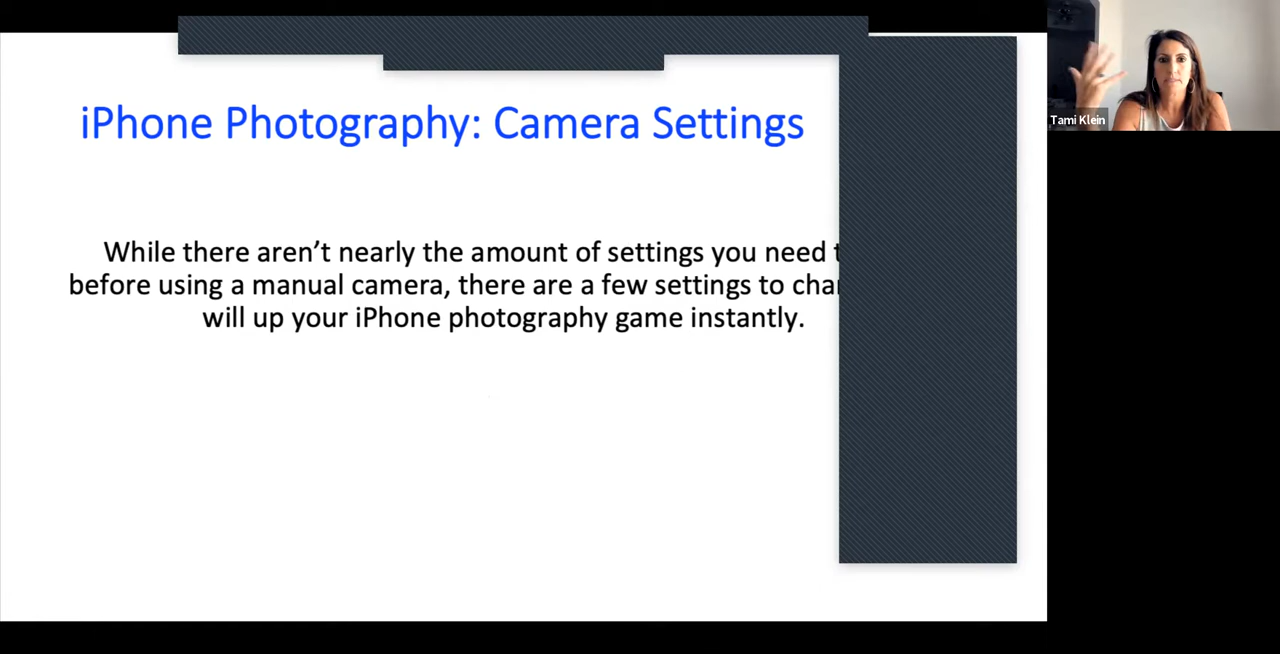 iPhone Photography: Camera Settings
Tami Klein
While there aren’t nearly the amount of settings you need
before using a manual camera, there are a few settings to
will up your iPhone photography game instantly.